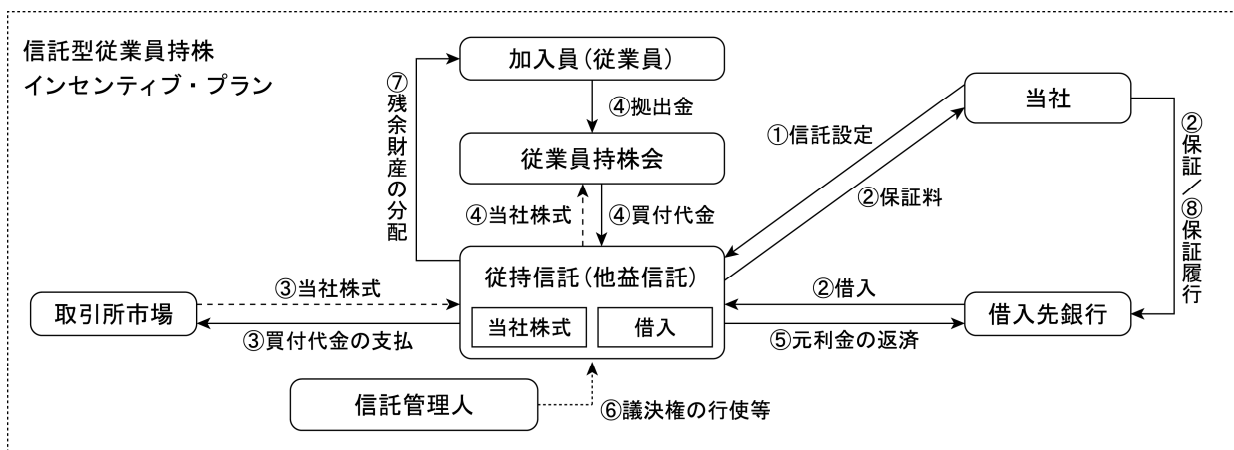 信託型従業員持株
インセンティブ・プラン
加入員（従業員）
当社
⑦残余財産の分配
④拠出金
①信託設定
②保証／⑧保証履行
従業員持株会
②保証料
④当社株式
④買付代金
従持信託（他益信託）
③当社株式
②借入
取引所市場
当社株式
借入
借入先銀行
③買付代金の支払
⑤元利金の返済
信託管理人
⑥議決権の行使等